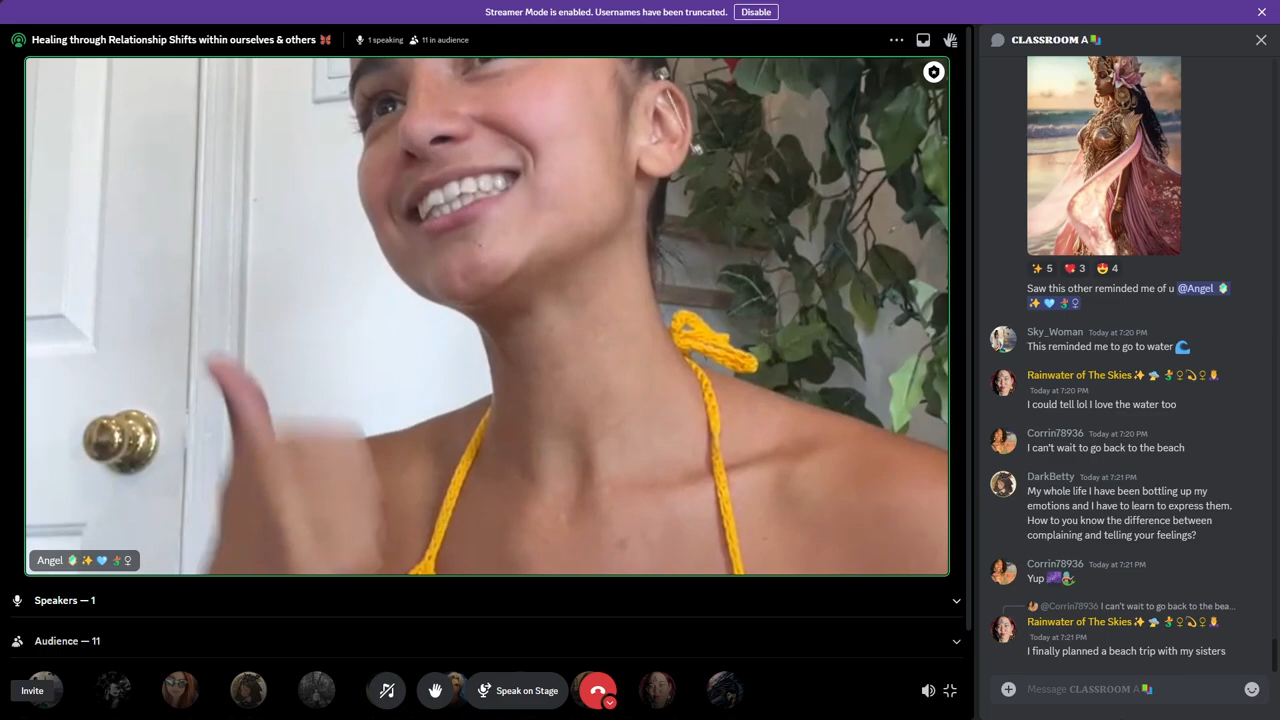 Streamer Mode is enabled. Usernames have been truncated. Disable
Healing through Relationship Shifts within ourselves & others 🦋 1 speaking 11 in audience
Angel
Speakers — 1
Audience — 11
Invite
Speak on Stage
CLASSROOM A
✨ 5 💖 3 😍 4
Saw this other reminded me of u @Angel
✨ 🩵 🧜‍♀️ ♀
Sky_Woman Today at 7:20 PM
This reminded me to go to water 🌊
Rainwater of The Skies
Today at 7:20 PM
I could tell lol I love the water too
Corrin78936 Today at 7:20 PM
I can't wait to go back to the beach
DarkBetty Today at 7:21 PM
My whole life I have been bottling up my
emotions and I have to learn to express them.
How to you know the difference between
complaining and telling your feelings?
Corrin78936 Today at 7:21 PM
Yup
@Corrin78936 I can't wait to go back to the bea...
Rainwater of The Skies
Today at 7:21 PM
I finally planned a beach trip with my sisters
Message CLASSROOM A